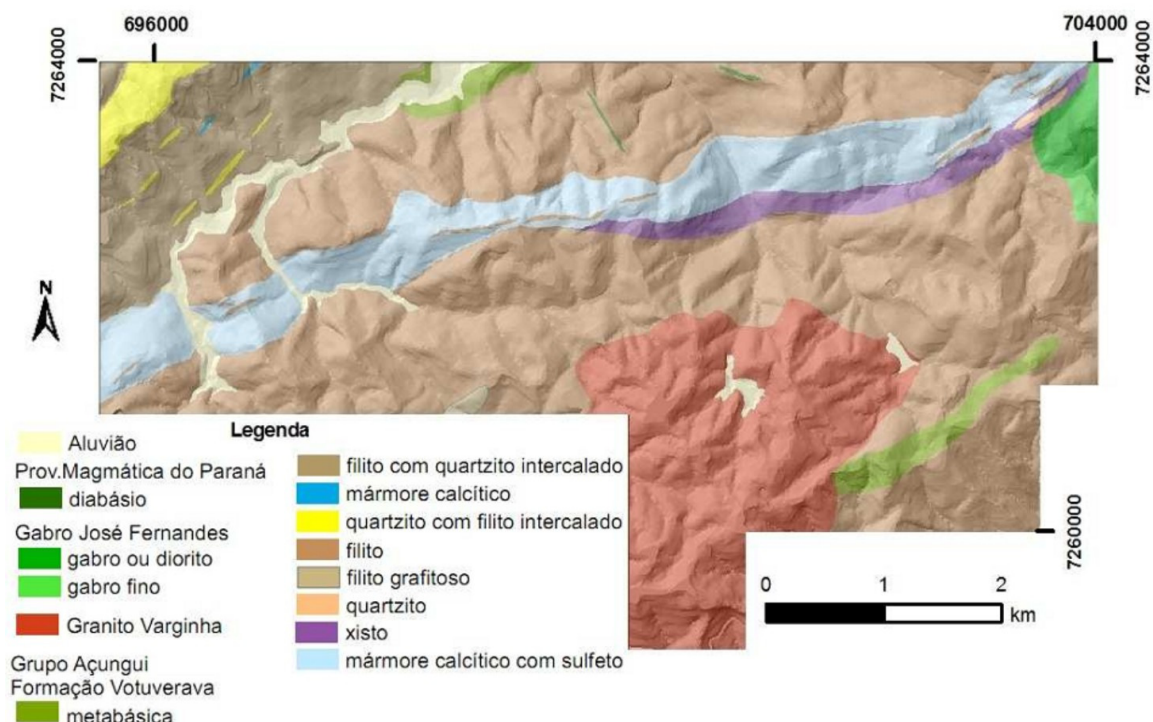 696000
704000
7264000
7264000
N
Legenda
Aluvião
Prov.Magmática do Paraná
diabásio
Gabro José Fernandes
gabro ou diorito
gabro fino
Granito Varginha
Grupo Açungui
Formação Votuverava
metabásica
filito com quartzito intercalado
mármore calcítico
quartzito com filito intercalado
filito
filito grafitoso
quartzito
xisto
mármore calcítico com sulfeto
7260000
0 1 2
km